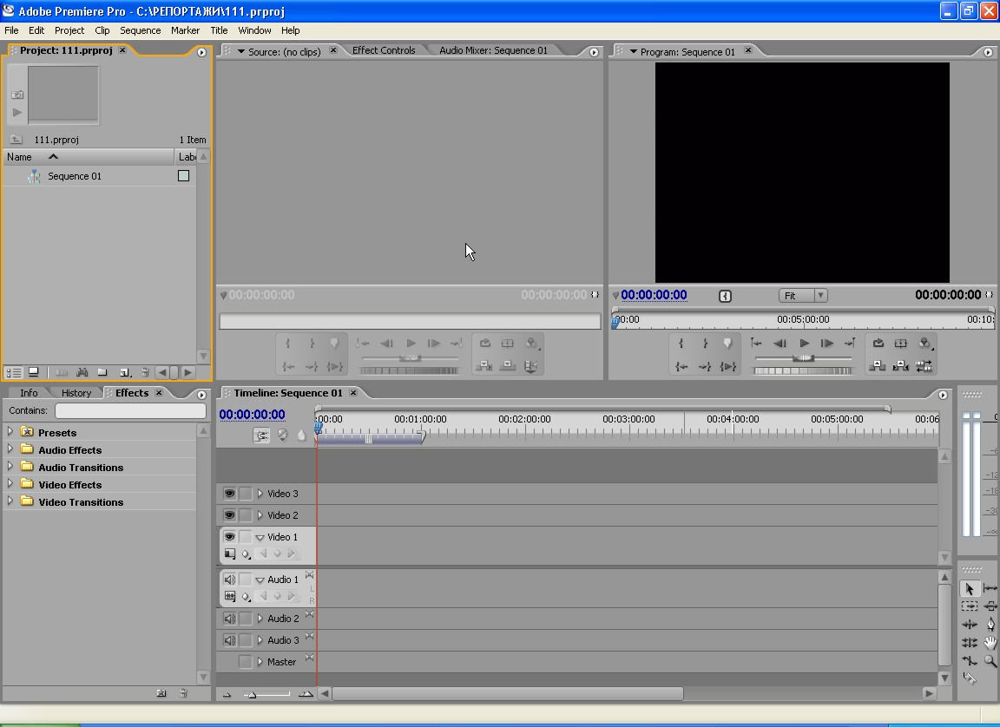 Adobe Premiere Pro - C:\РЕПОРТАЖИ\111.prproj
File Edit Project Clip Sequence Marker Title Window Help
Project: 111.prproj
111.prproj 1 Item
Name Labe
Sequence 01
Source: (no clips) Effect Controls Audio Mixer: Sequence 01
00:00:00:00 00:00:00:00
Program: Sequence 01
00:00:00:00 Fit 00:00:00:00
00:00 00:05:00:00 00:10:
Info History Effects
Contains:
Presets
Audio Effects
Audio Transitions
Video Effects
Video Transitions
Timeline: Sequence 01
00:00:00:00
:00:00 00:01:00:00 00:02:00:00 00:03:00:00 00:04:00:00 00:05:00:00 00:06
Video 3
Video 2
Video 1
Audio 1
L
R
Audio 2
Audio 3
Master
0
-6
-12
-18
-30
-∞